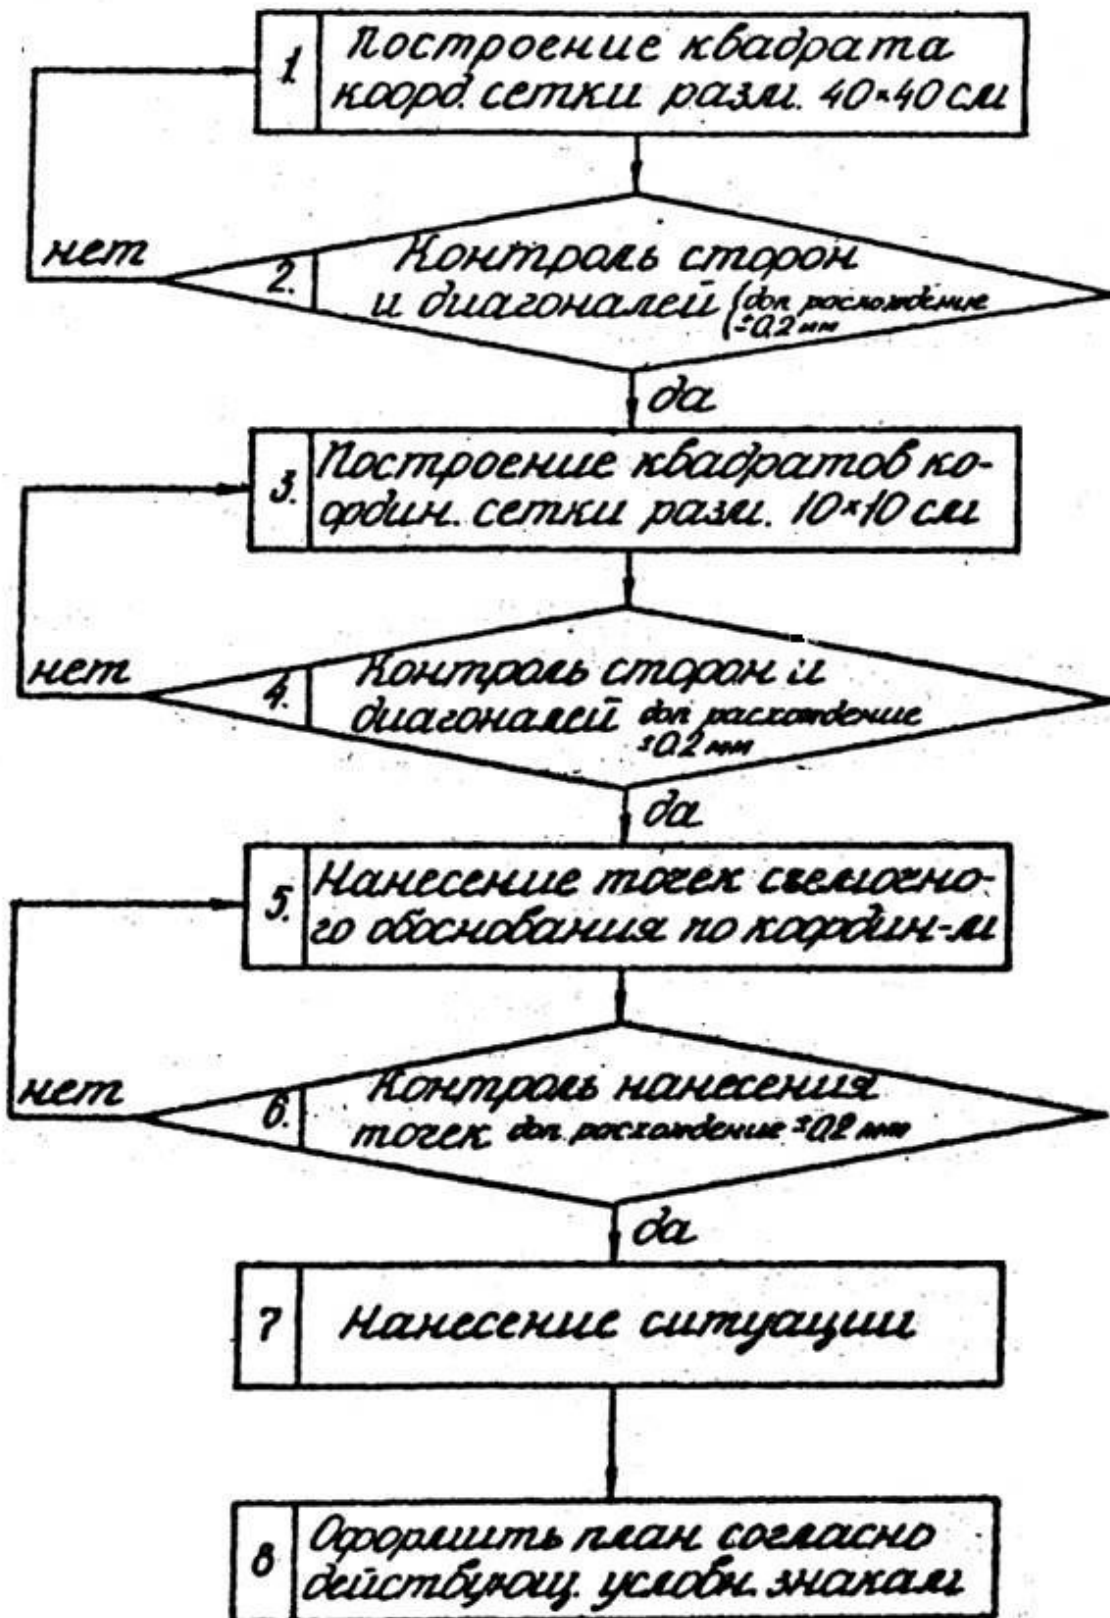 1 Построение квадрата
коорд. сетки разм. 40×40 см
нет
2. Контроль сторон
и диагоналей (доп. расхождение
±0.2 мм
да
3. Построение квадратов ко-
ордин. сетки разм. 10×10 см
нет
4. Контроль сторон и
диагоналей доп. расхождение
±0.2 мм
да
5. Нанесение точек съемочно-
го обоснования по координ-м
нет
6. Контроль нанесения
точек доп. расхождение ±0.2 мм
да
7 Нанесение ситуации
8 Оформить план согласно
действующ. условн. знакам